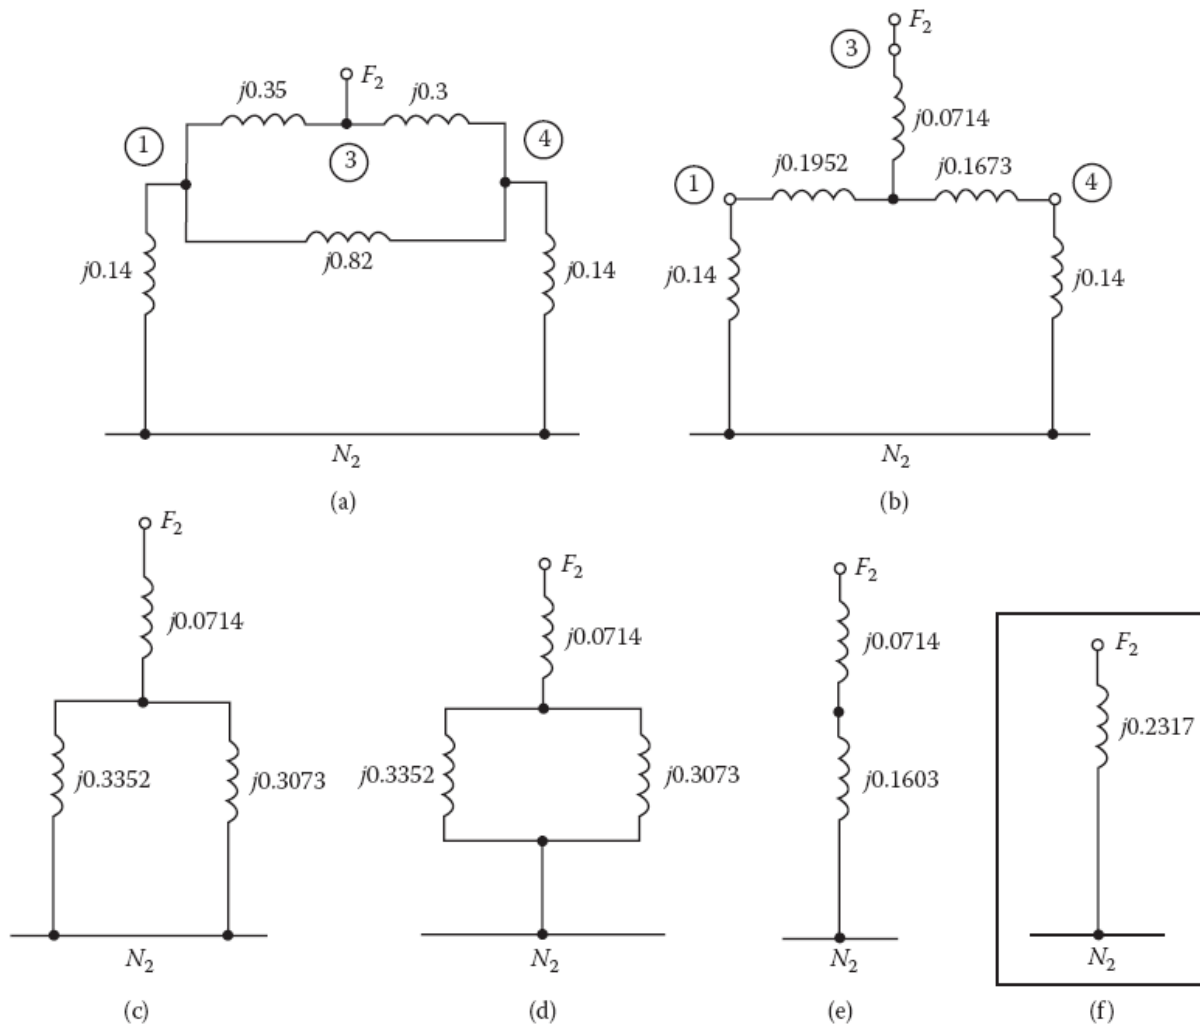 F₂
j0.35
j0.3
1
3
4
j0.14
j0.82
j0.14
N₂
(a)
F₂
3
j0.0714
j0.1952
j0.1673
1
4
j0.14
j0.14
N₂
(b)
F₂
j0.0714
j0.3352
j0.3073
N₂
(c)
F₂
j0.0714
j0.3352
j0.3073
N₂
(d)
F₂
j0.0714
j0.1603
N₂
(e)
F₂
j0.2317
N₂
(f)